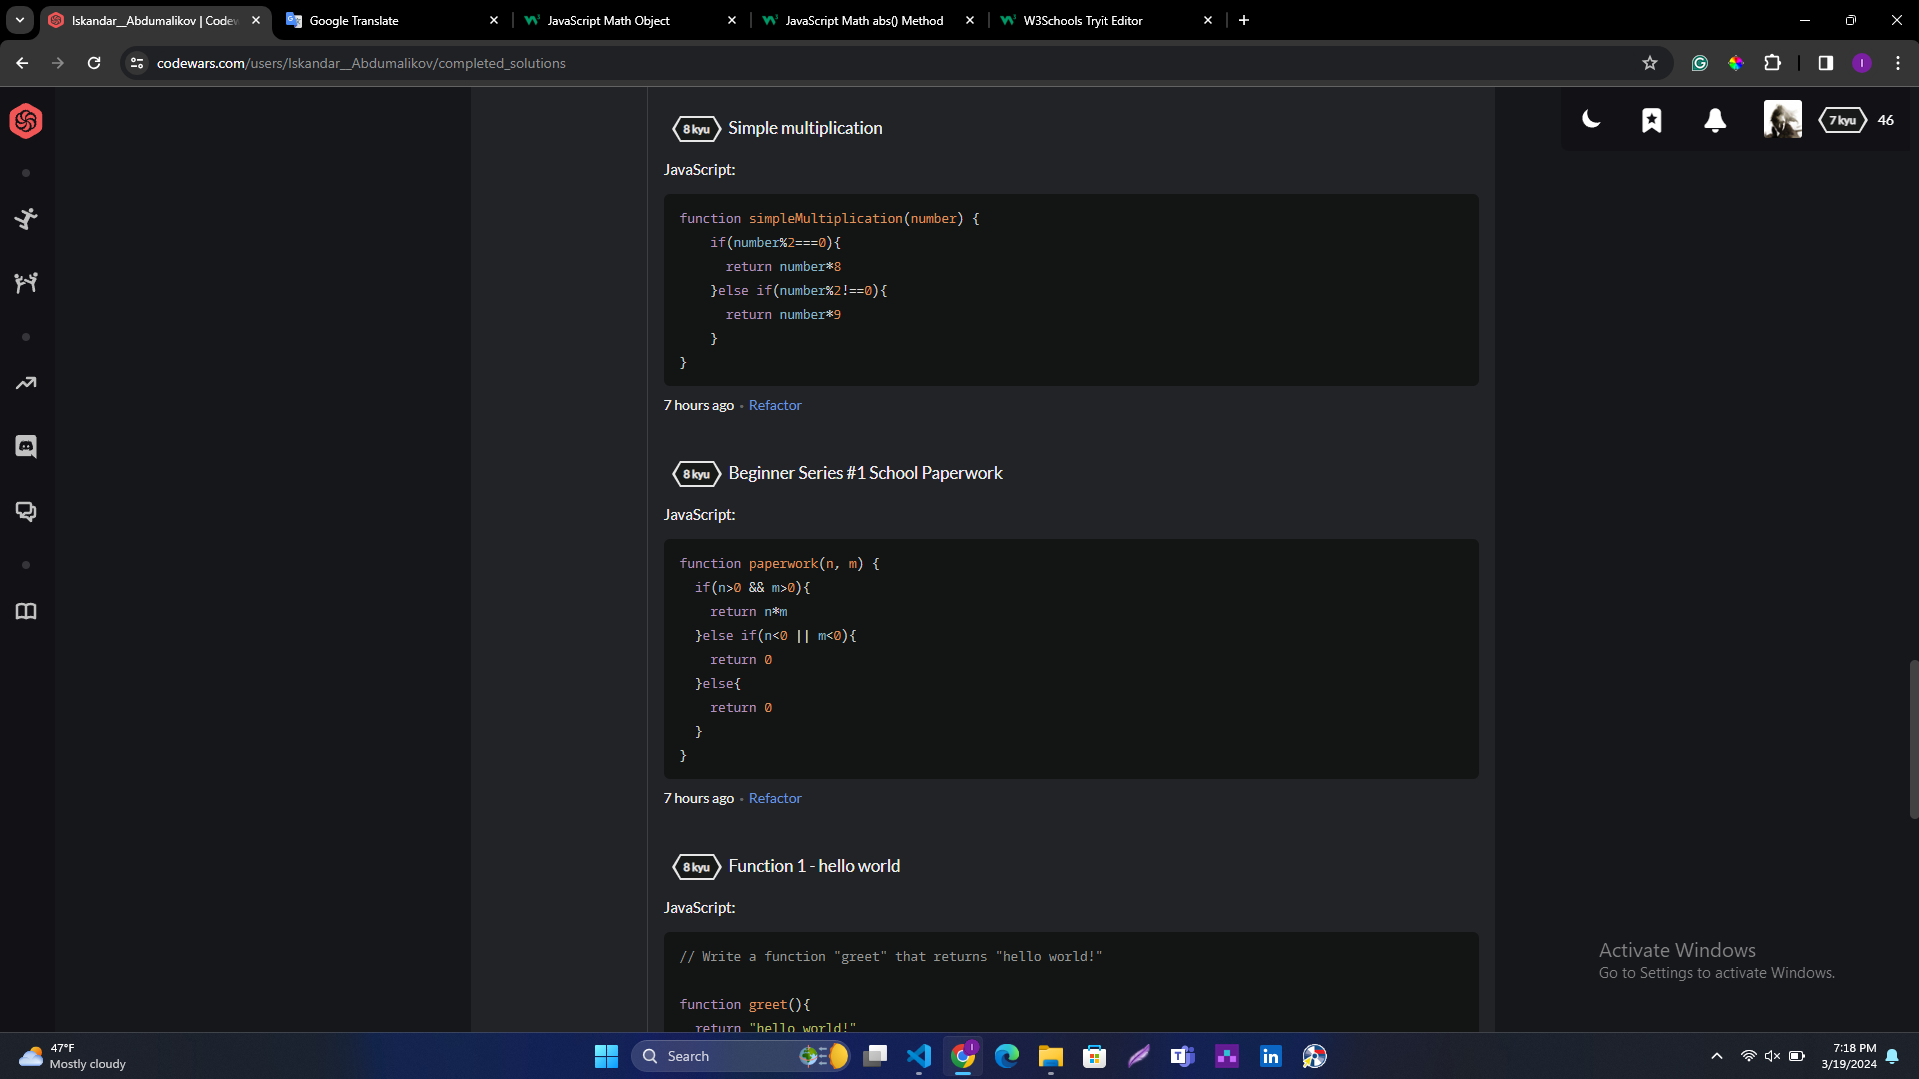 Iskandar__Abdumalikov | Codew
Google Translate
JavaScript Math Object
JavaScript Math abs() Method
W3Schools Tryit Editor
codewars.com/users/Iskandar__Abdumalikov/completed_solutions
I
7 kyu
46
8 kyu Simple multiplication
JavaScript:
function simpleMultiplication(number) {
if(number%2===0){
return number*8
}else if(number%2!==0){
return number*9
}
}
7 hours ago · Refactor
8 kyu Beginner Series #1 School Paperwork
JavaScript:
function paperwork(n, m) {
if(n>0 && m>0){
return n*m
}else if(n<0 || m<0){
return 0
}else{
return 0
}
}
7 hours ago · Refactor
8 kyu Function 1 - hello world
JavaScript:
// Write a function "greet" that returns "hello world!"
function greet(){
return "hello world!"
Activate Windows
Go to Settings to activate Windows.
47°F
Mostly cloudy
Search
7:18 PM
3/19/2024